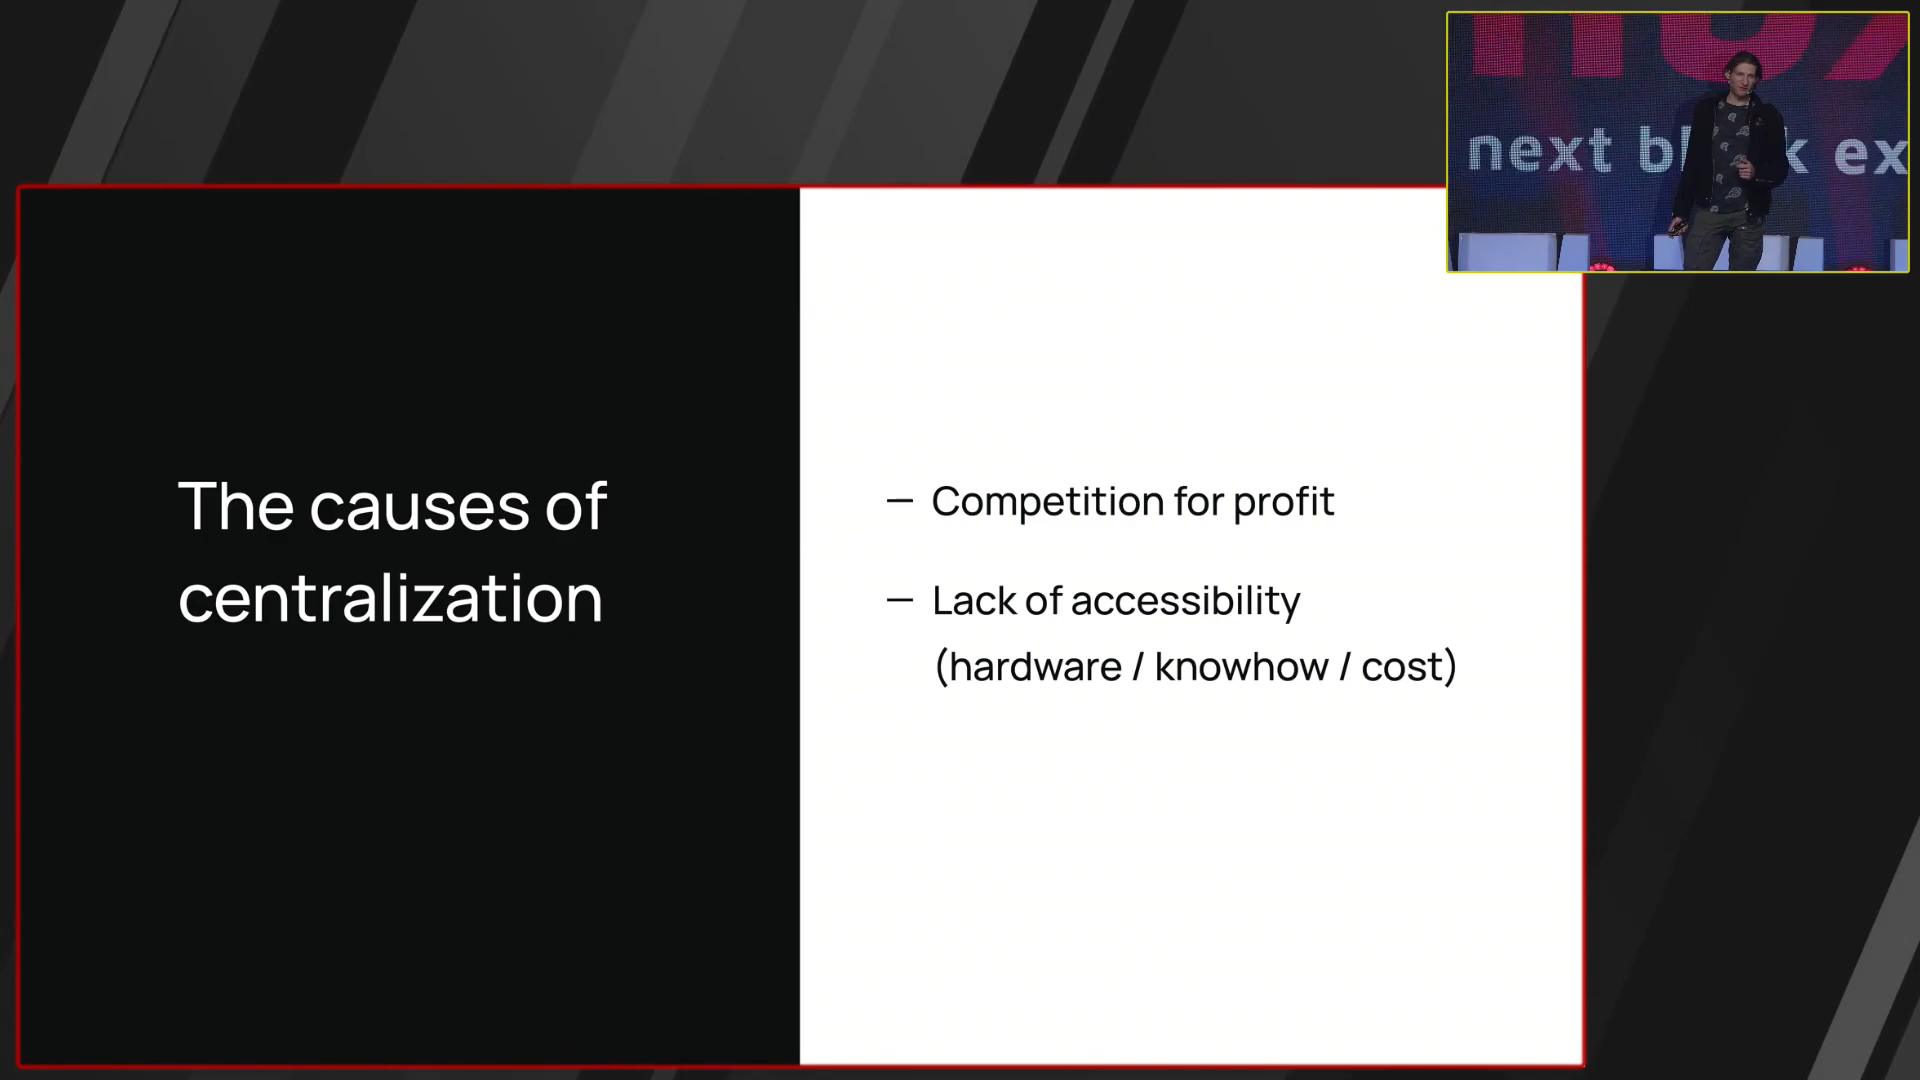 The causes of
centralization
— Competition for profit
— Lack of accessibility
(hardware / knowhow / cost)
next